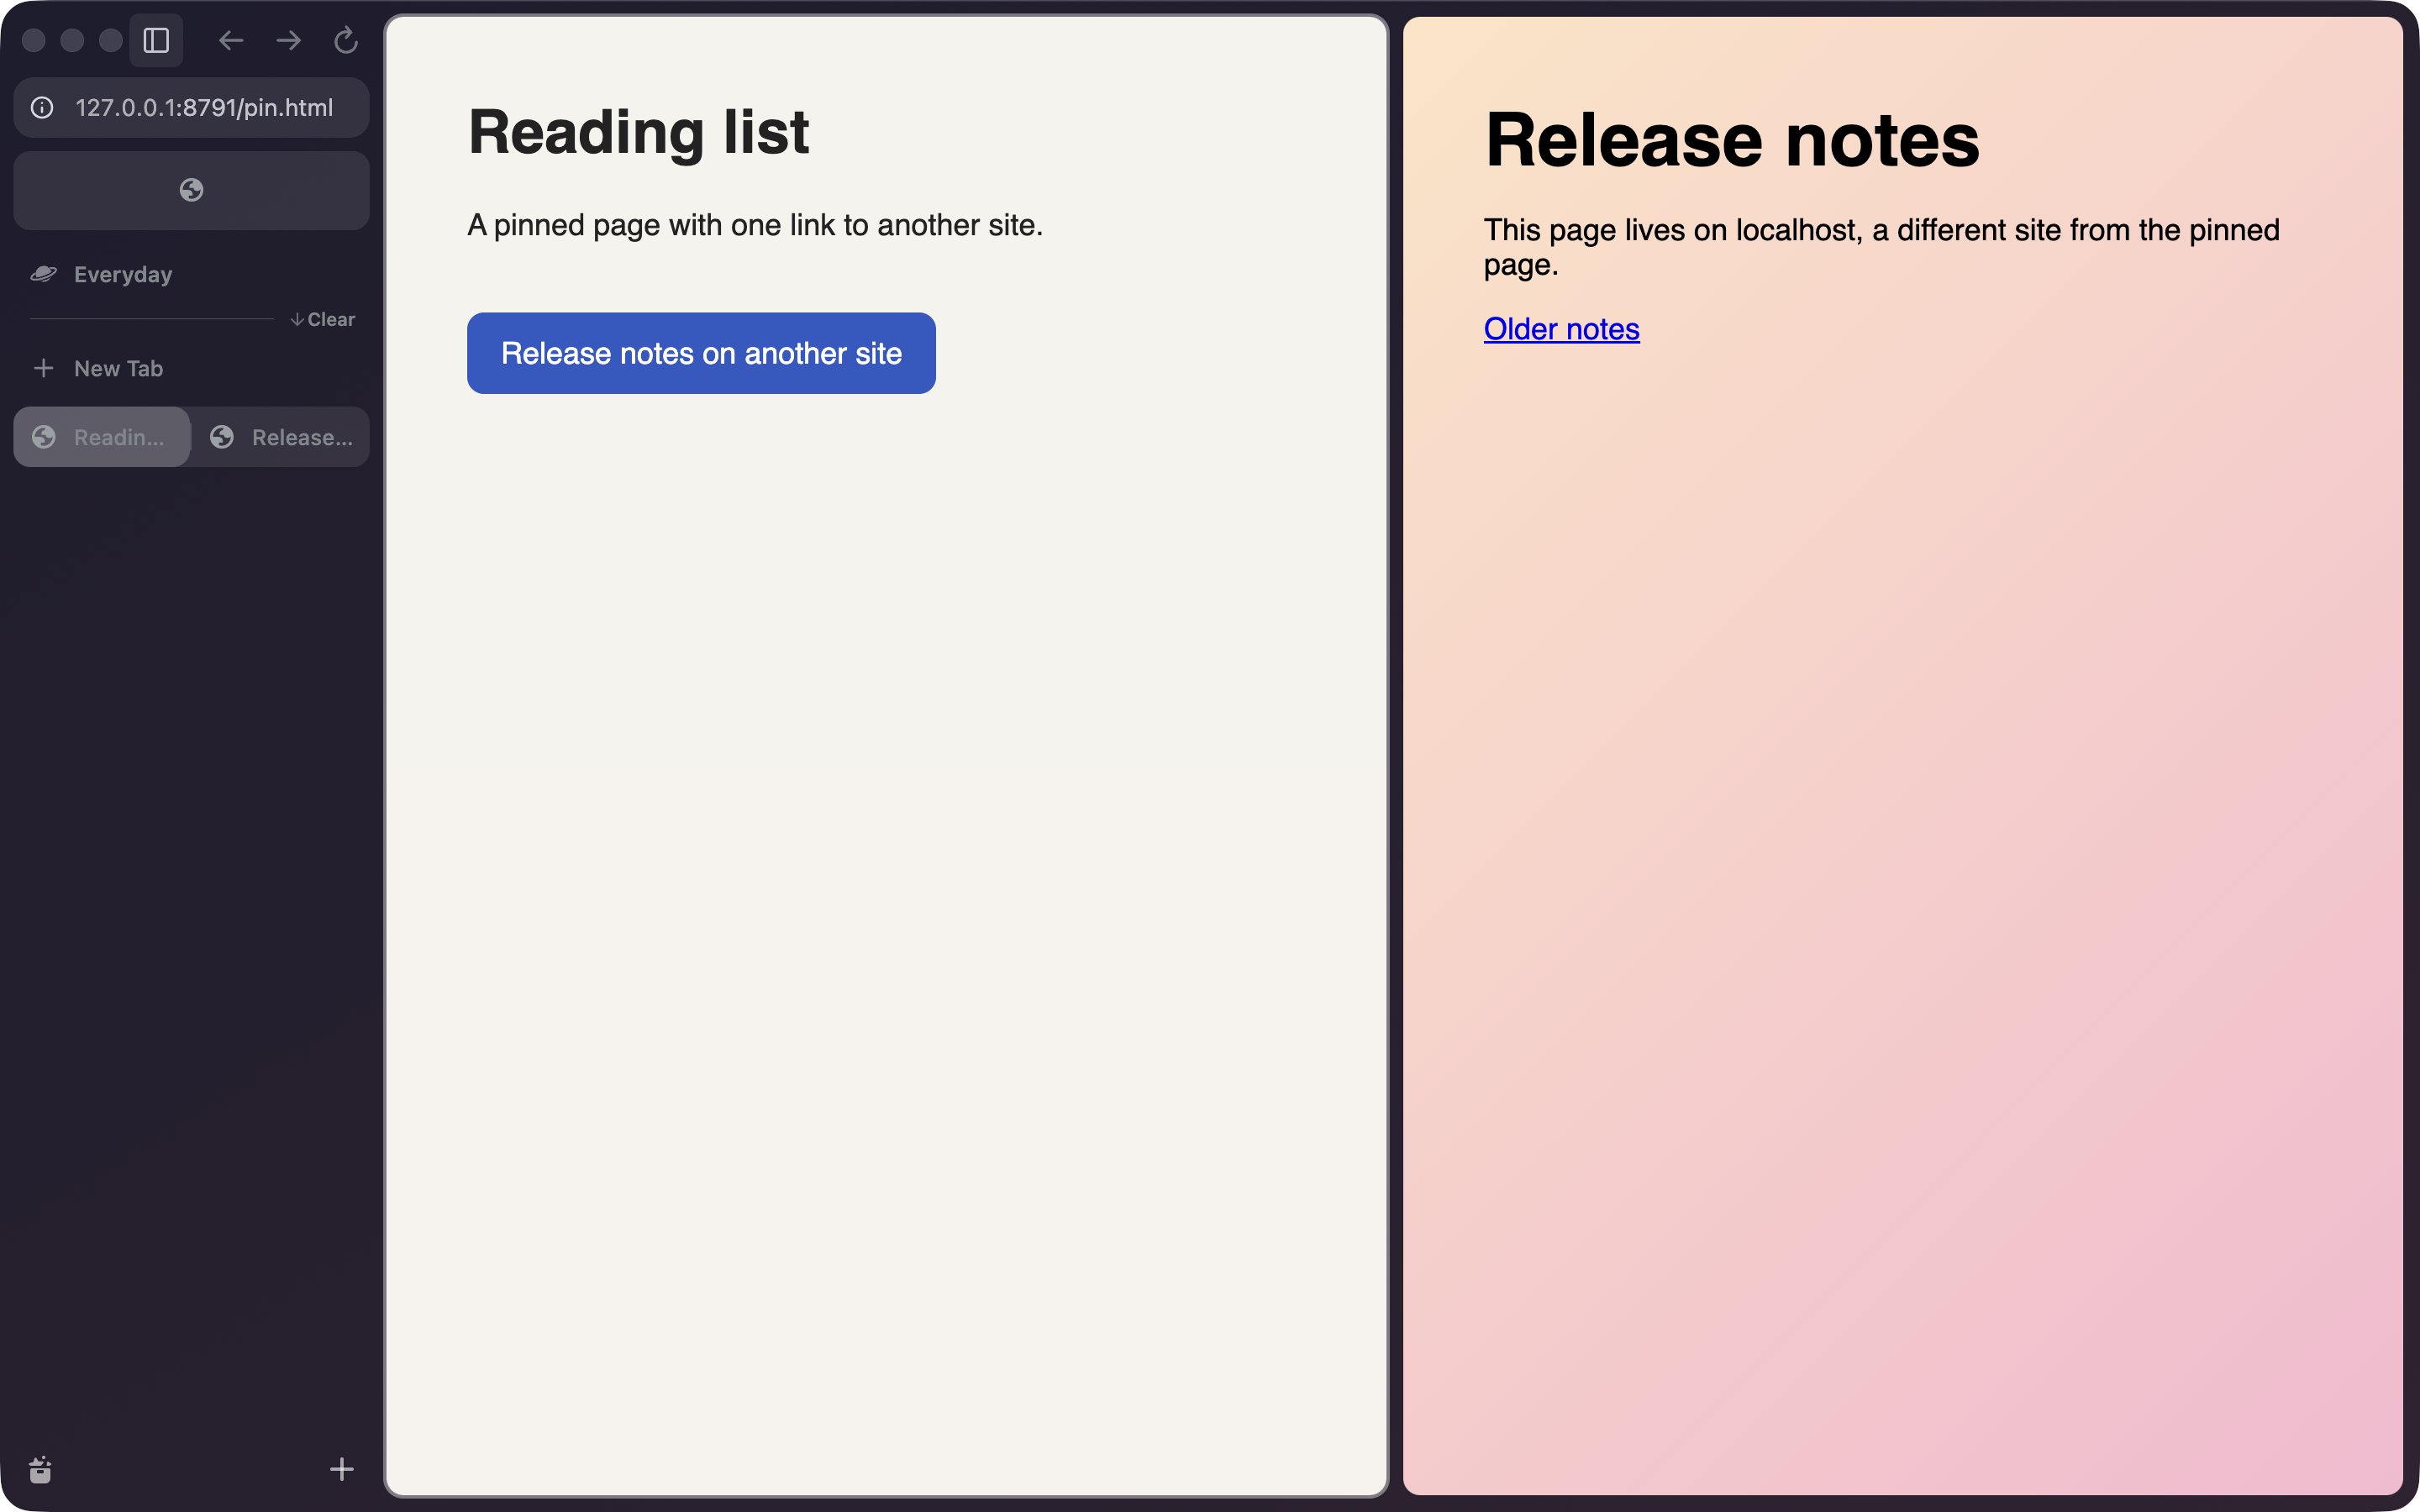 127.0.0.1:8791/pin.html
Everyday
Clear
New Tab
Readin...
Release...
Reading list
A pinned page with one link to another site.
Release notes on another site
Release notes
This page lives on localhost, a different site from the pinned
page.
Older notes